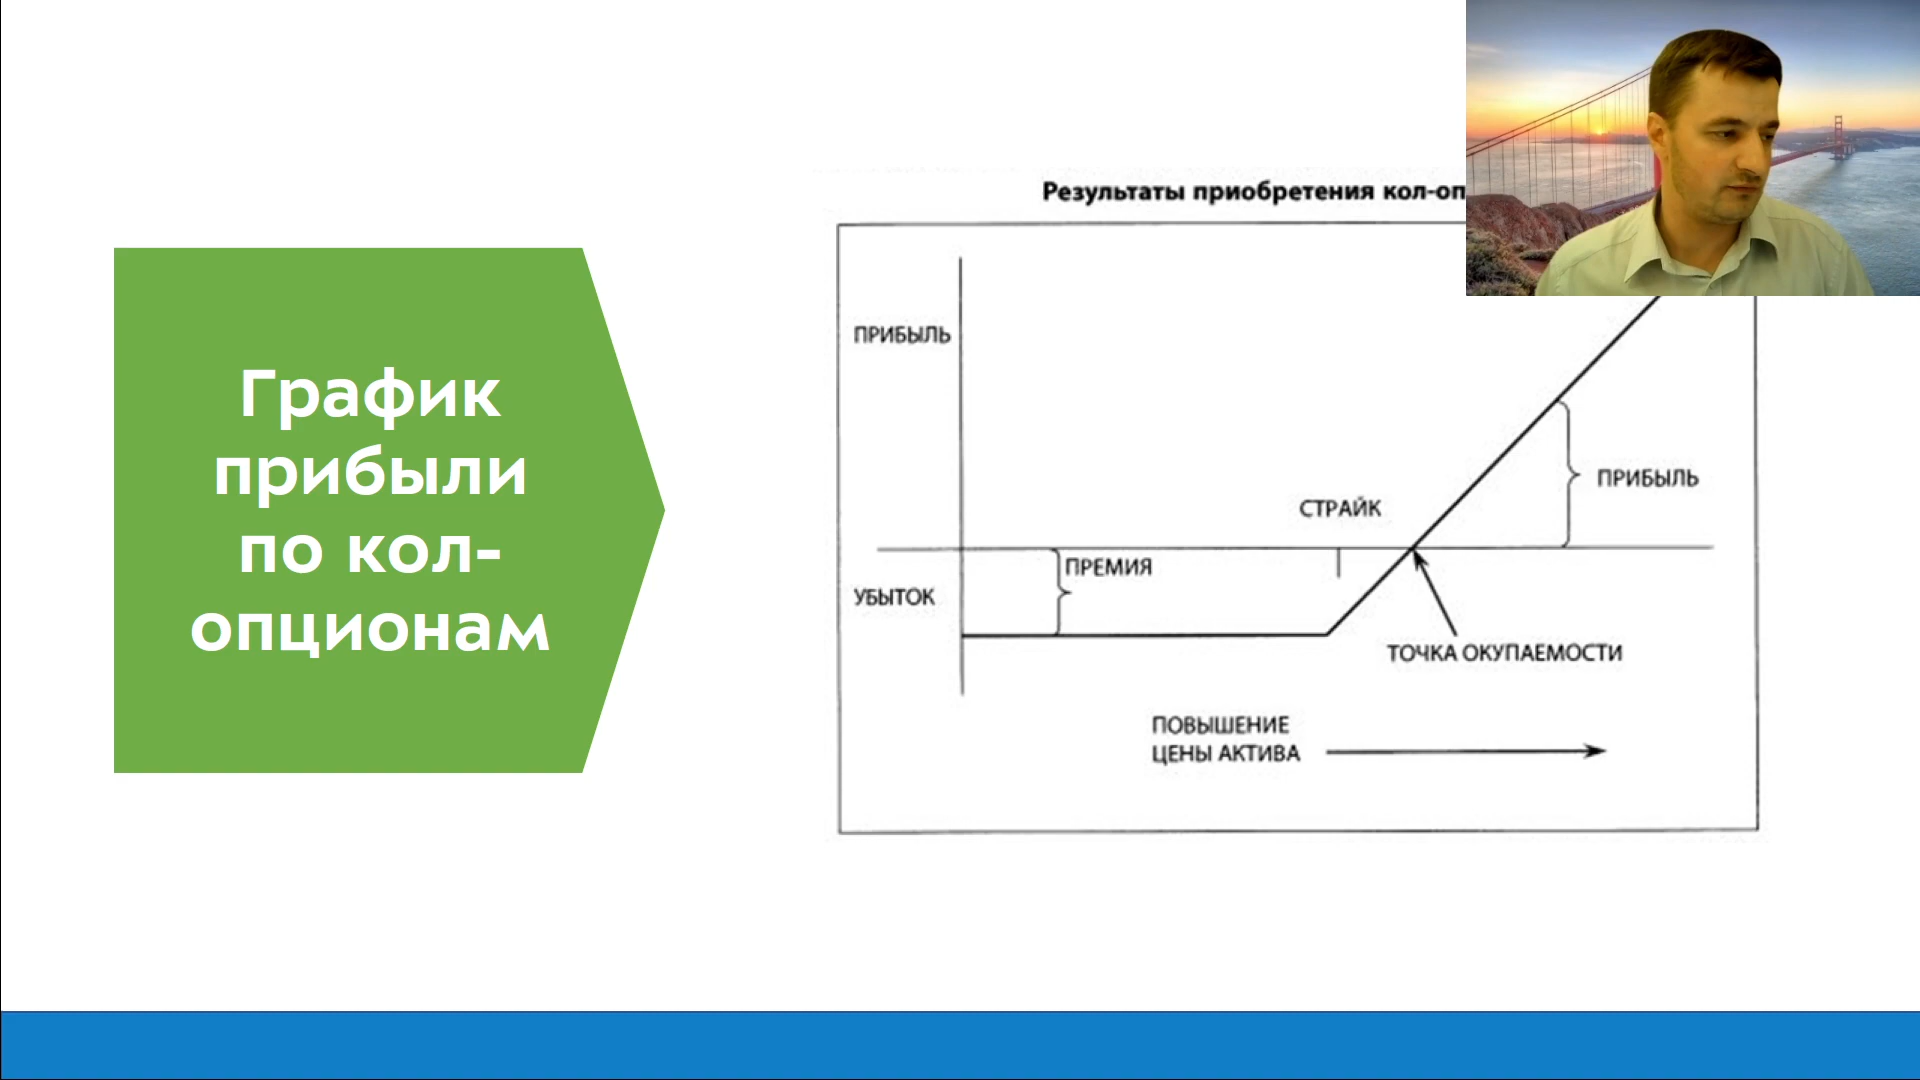 График
прибыли
по кол-
опционам
Результаты приобретения кол-оп
ПРИБЫЛЬ
ПРИБЫЛЬ
СТРАЙК
ПРЕМИЯ
УБЫТОК
ТОЧКА ОКУПАЕМОСТИ
ПОВЫШЕНИЕ
ЦЕНЫ АКТИВА